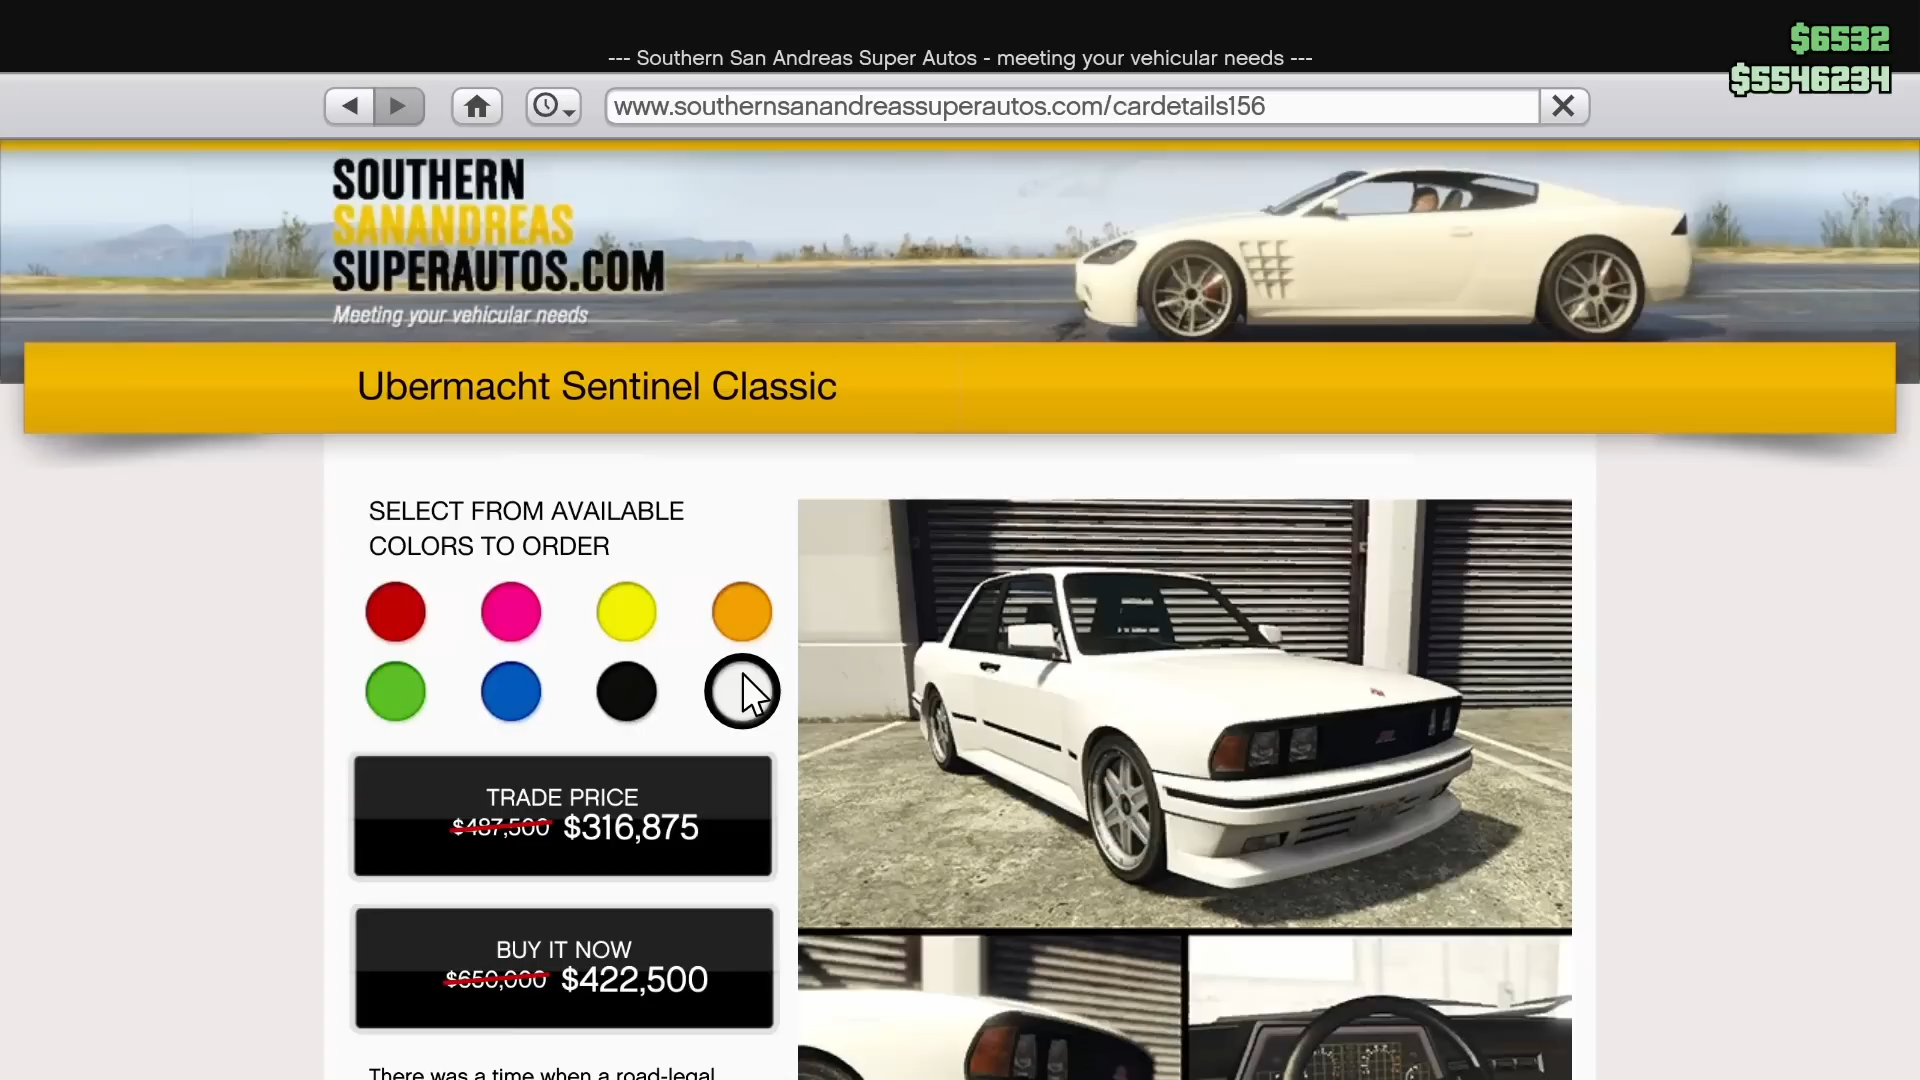 $6532
--- Southern San Andreas Super Autos - meeting your vehicular needs ---
$5546234
www.southernsanandreassuperautos.com/cardetails156
SOUTHERN
SANANDREAS
SUPERAUTOS.COM
Meeting your vehicular needs
Ubermacht Sentinel Classic
SELECT FROM AVAILABLE
COLORS TO ORDER
TRADE PRICE
$487,500 $316,875
BUY IT NOW
$650,000 $422,500
There was a time when a road-legal